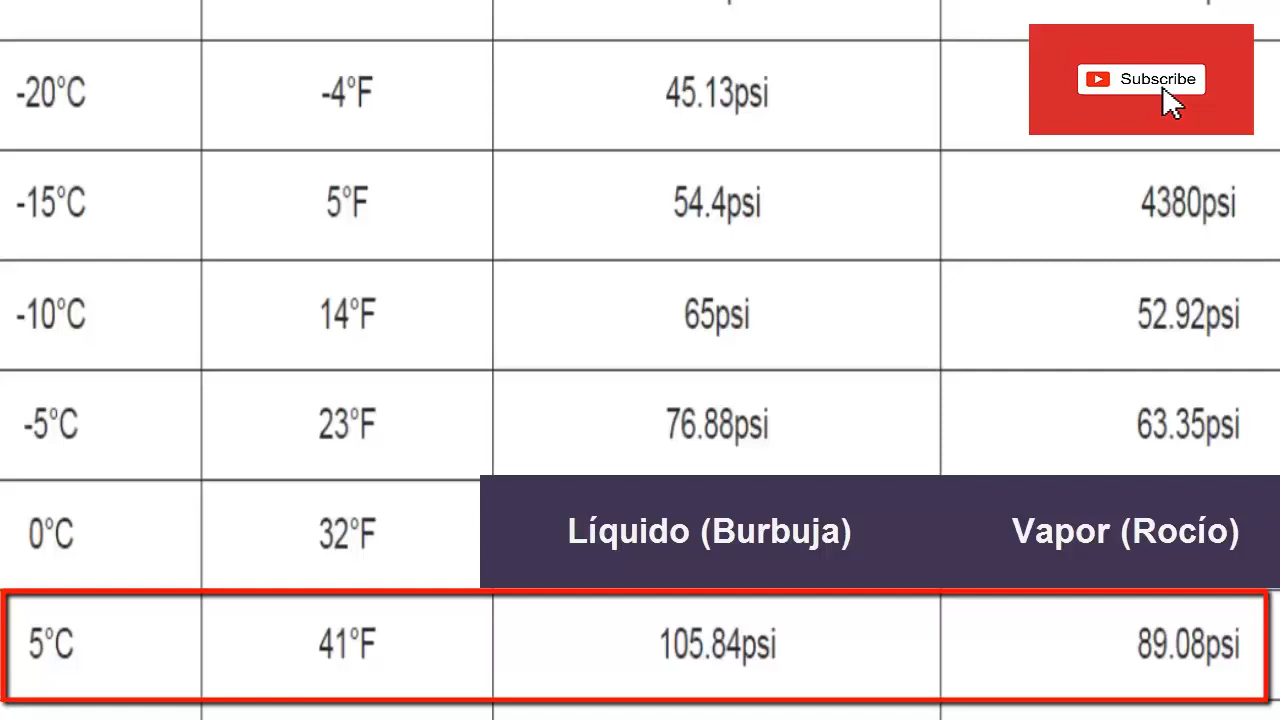 -20°C -4°F 45.13psi
Subscribe
-15°C 5°F 54.4psi 4380psi
-10°C 14°F 65psi 52.92psi
-5°C 23°F 76.88psi 63.35psi
0°C 32°F Líquido (Burbuja) Vapor (Rocío)
5°C 41°F 105.84psi 89.08psi